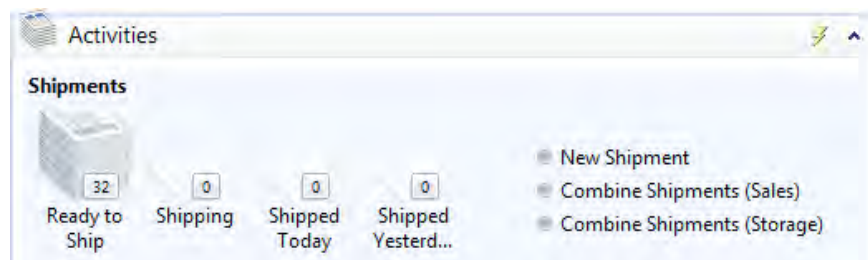 Activities
Shipments
32
0
0
0
Ready to
Ship
Shipping
Shipped
Today
Shipped
Yesterd...
New Shipment
Combine Shipments (Sales)
Combine Shipments (Storage)